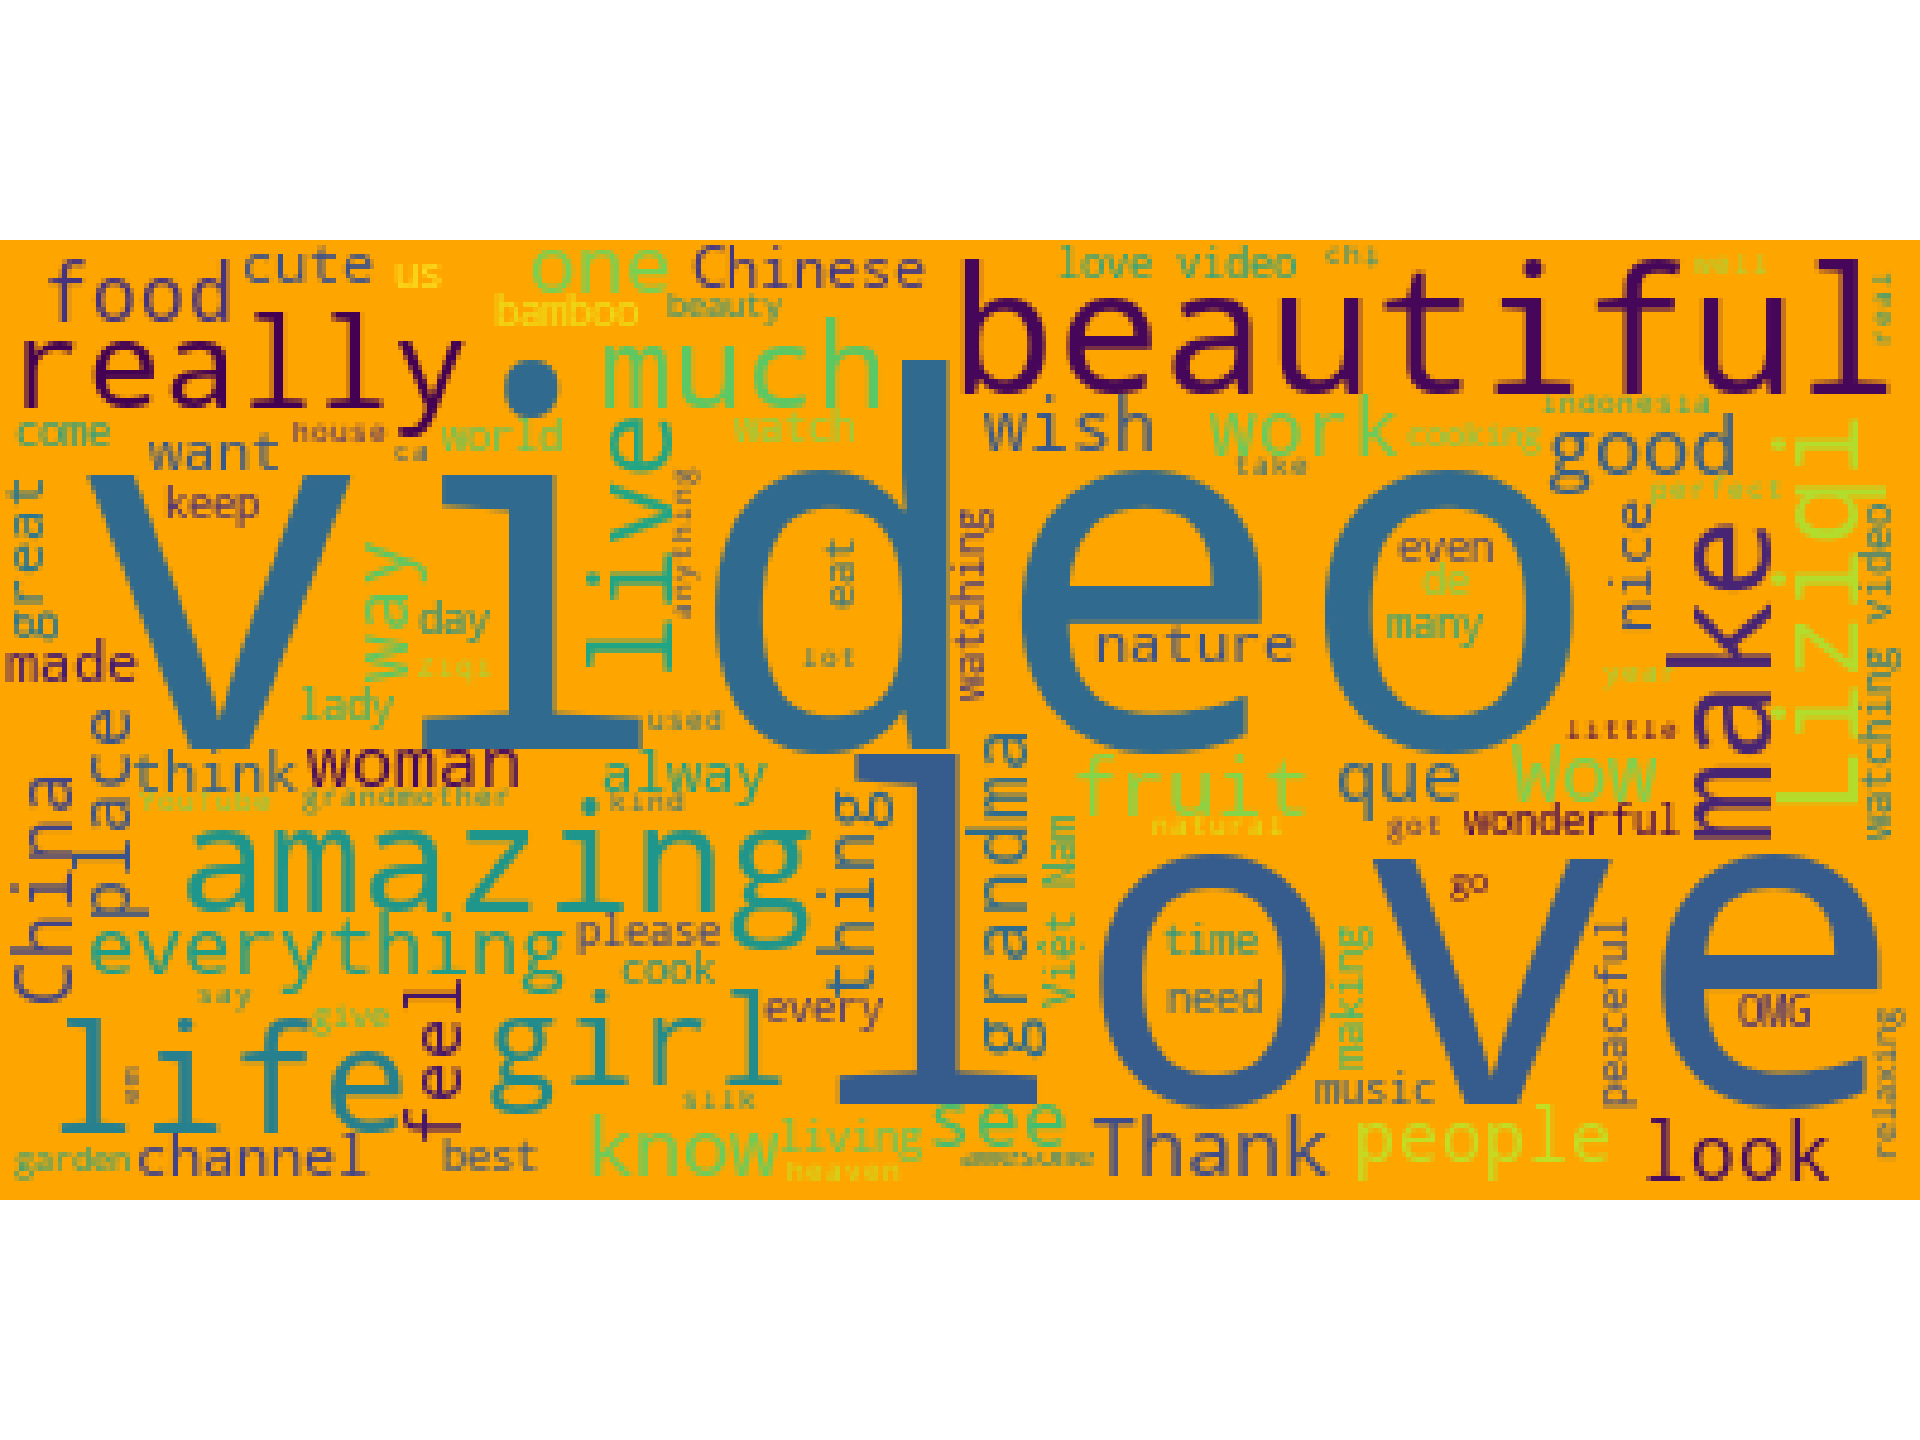 food
cute
us
one
Chinese
love video
chi
well
bamboo
beauty
beautiful
real
really
much
come
want
house
ca
world
live
watch
wish
work
cooking
indonesia
good
take
perfect
Liziqi
keep
video
great
way
day
anything
eat
lot
watching
nature
even
de
many
nice
make
watching video
made
Ziqi
lady
used
year
little
place
think
woman
alway
kind
YouTube
grandmother
China
amazing
thing
grandma
fruit
natural
que
Wow
got
wonderful
love
Việt Nam
go
everything
please
cook
time
need
making
peaceful
OMG
say
give
life
en
feel
girl
every
silk
music
relaxing
garden
channel
best
know
living
heaven
see
awesome
Thank
people
look